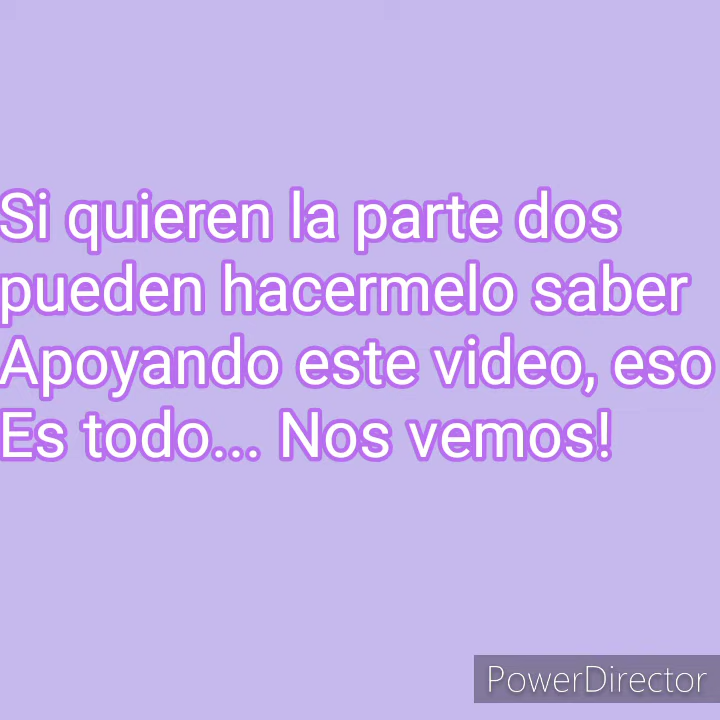 Si quieren la parte dos
pueden hacermelo saber
Apoyando este video, eso
Es todo... Nos vemos!
PowerDirector